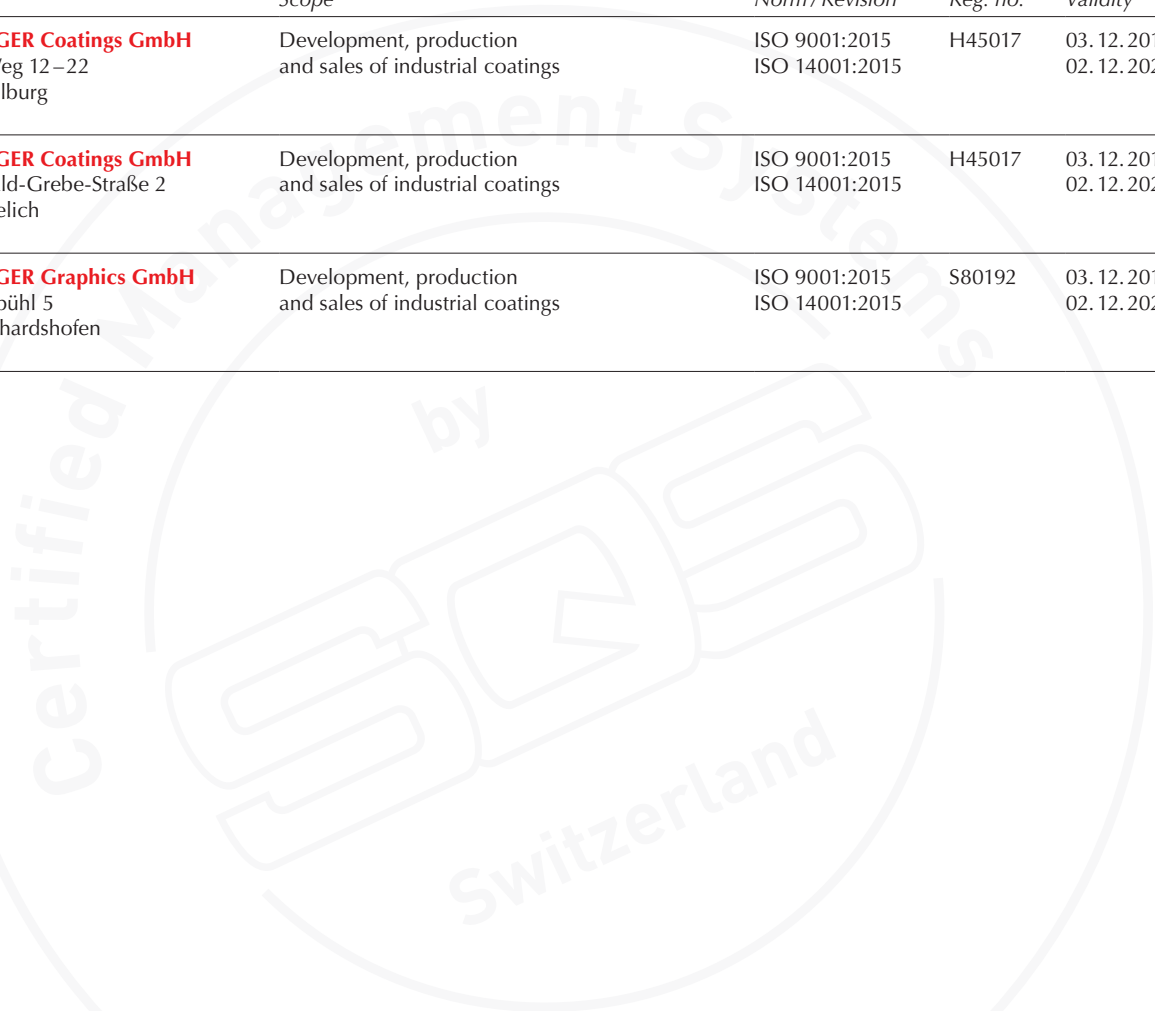 Scope Norm / Revision Reg. no. Validity
GER Coatings GmbH Development, production ISO 9001:2015 H45017 03. 12. 201
Weg 12 – 22 and sales of industrial coatings ISO 14001:2015 02. 12. 202
lburg
GER Coatings GmbH Development, production ISO 9001:2015 H45017 03. 12. 201
ld-Grebe-Straße 2 and sales of industrial coatings ISO 14001:2015 02. 12. 202
elich
GER Graphics GmbH Development, production ISO 9001:2015 S80192 03. 12. 201
bühl 5 and sales of industrial coatings ISO 14001:2015 02. 12. 202
hardshofen
Certified Management Systems
by
SQS
Switzerland